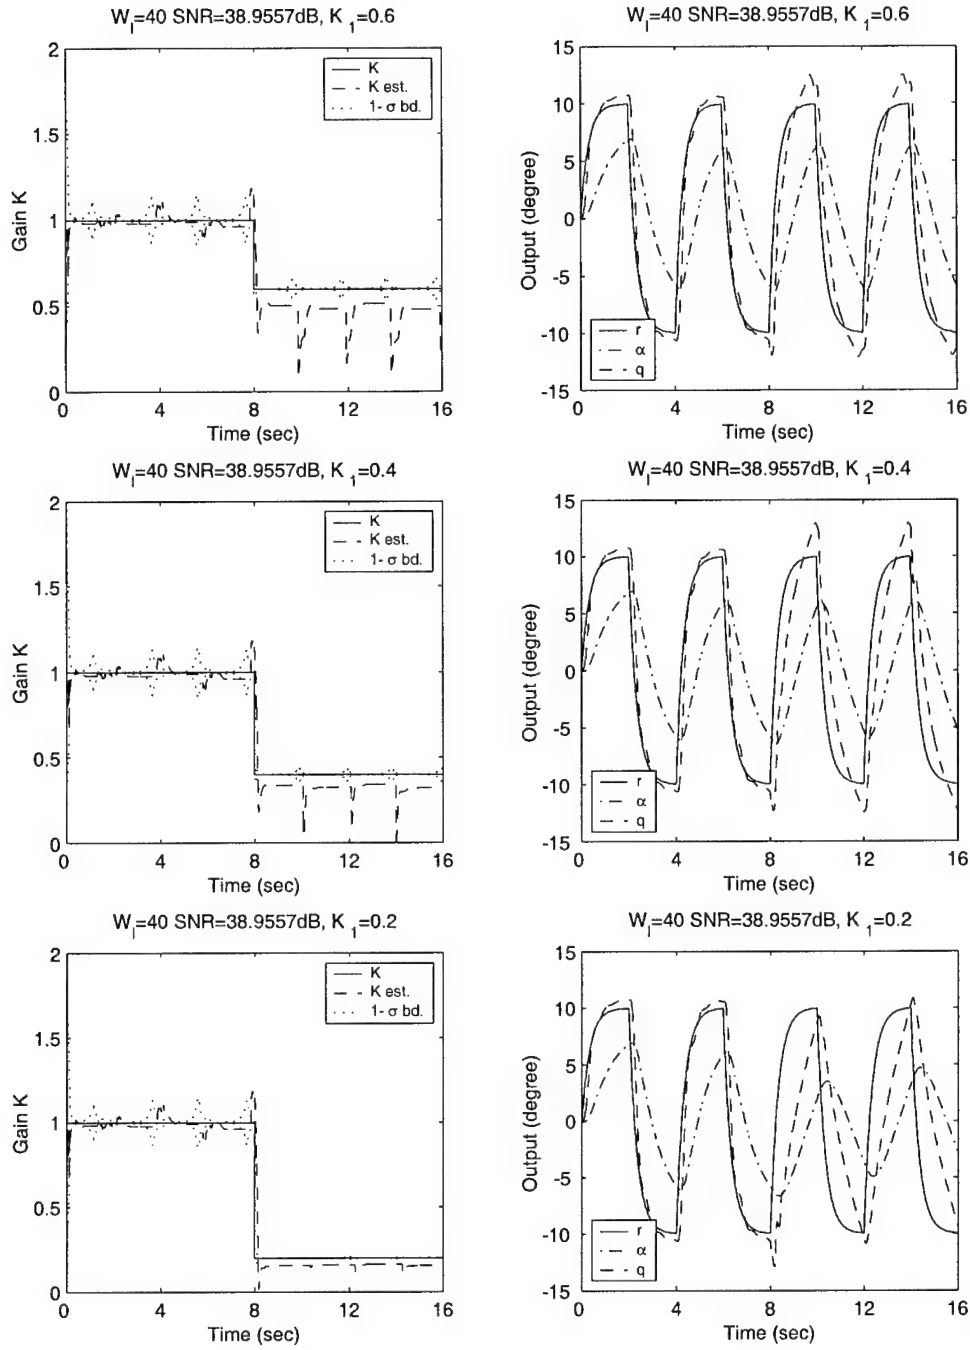 W_l=40 SNR=38.9557dB, K_1=0.6
2
1.5
1
0.5
0
Gain K
K
K est.
1-σ bd.
0 4 8 12 16
Time (sec)
W_l=40 SNR=38.9557dB, K_1=0.6
15
10
5
0
-5
-10
-15
Output (degree)
r
α
q
0 4 8 12 16
Time (sec)
W_l=40 SNR=38.9557dB, K_1=0.4
2
1.5
1
0.5
0
Gain K
K
K est.
1-σ bd.
0 4 8 12 16
Time (sec)
W_l=40 SNR=38.9557dB, K_1=0.4
15
10
5
0
-5
-10
-15
Output (degree)
r
α
q
0 4 8 12 16
Time (sec)
W_l=40 SNR=38.9557dB, K_1=0.2
2
1.5
1
0.5
0
Gain K
K
K est.
1-σ bd.
0 4 8 12 16
Time (sec)
W_l=40 SNR=38.9557dB, K_1=0.2
15
10
5
0
-5
-10
-15
Output (degree)
r
α
q
0 4 8 12 16
Time (sec)